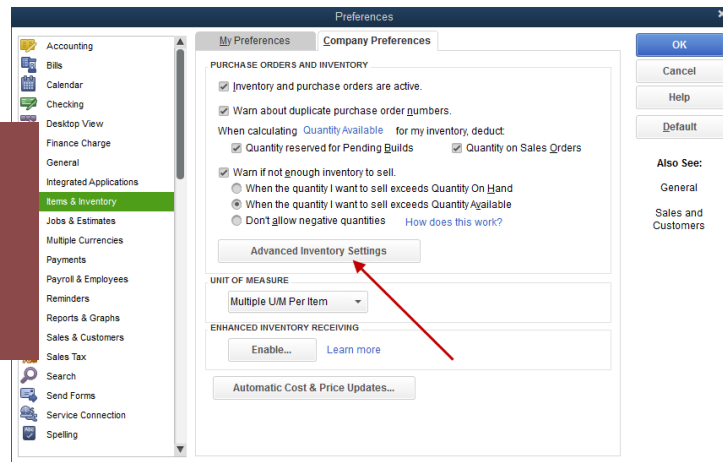 Preferences
×
Accounting
Bills
Calendar
Checking
Desktop View
Finance Charge
General
Integrated Applications
Items & Inventory
Jobs & Estimates
Multiple Currencies
Payments
Payroll & Employees
Reminders
Reports & Graphs
Sales & Customers
Sales Tax
Search
Send Forms
Service Connection
Spelling
My Preferences
Company Preferences
PURCHASE ORDERS AND INVENTORY
Inventory and purchase orders are active.
Warn about duplicate purchase order numbers.
When calculating Quantity Available for my inventory, deduct:
Quantity reserved for Pending Builds Quantity on Sales Orders
Warn if not enough inventory to sell.
When the quantity I want to sell exceeds Quantity On Hand
When the quantity I want to sell exceeds Quantity Available
Don't allow negative quantities How does this work?
Advanced Inventory Settings
UNIT OF MEASURE
Multiple U/M Per Item
ENHANCED INVENTORY RECEIVING
Enable... Learn more
Automatic Cost & Price Updates...
OK
Cancel
Help
Default
Also See:
General
Sales and
Customers